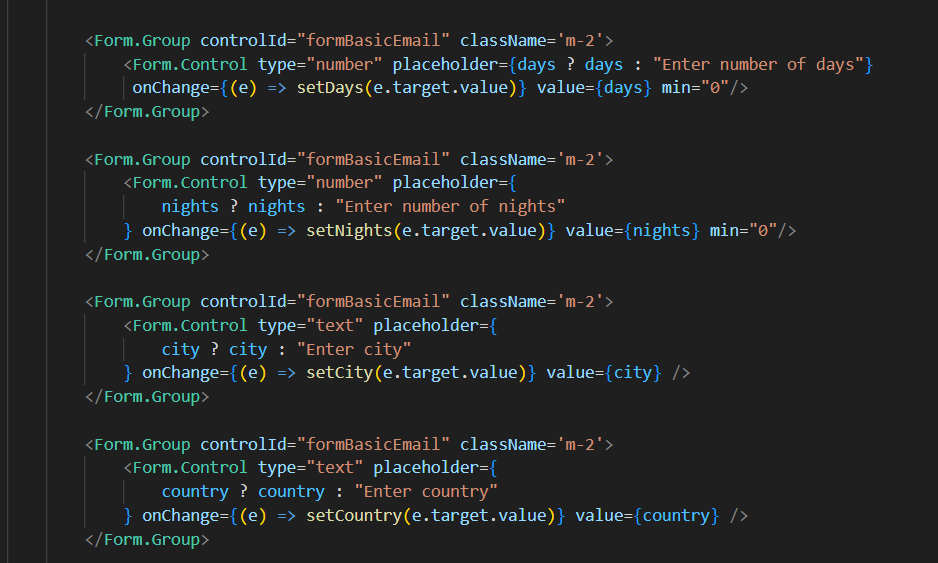 <Form.Group controlId="formBasicEmail" className='m-2'>
<Form.Control type="number" placeholder={days ? days : "Enter number of days"}
onChange={(e) => setDays(e.target.value)} value={days} min="0"/>
</Form.Group>
<Form.Group controlId="formBasicEmail" className='m-2'>
<Form.Control type="number" placeholder={
nights ? nights : "Enter number of nights"
} onChange={(e) => setNights(e.target.value)} value={nights} min="0"/>
</Form.Group>
<Form.Group controlId="formBasicEmail" className='m-2'>
<Form.Control type="text" placeholder={
city ? city : "Enter city"
} onChange={(e) => setCity(e.target.value)} value={city} />
</Form.Group>
<Form.Group controlId="formBasicEmail" className='m-2'>
<Form.Control type="text" placeholder={
country ? country : "Enter country"
} onChange={(e) => setCountry(e.target.value)} value={country} />
</Form.Group>